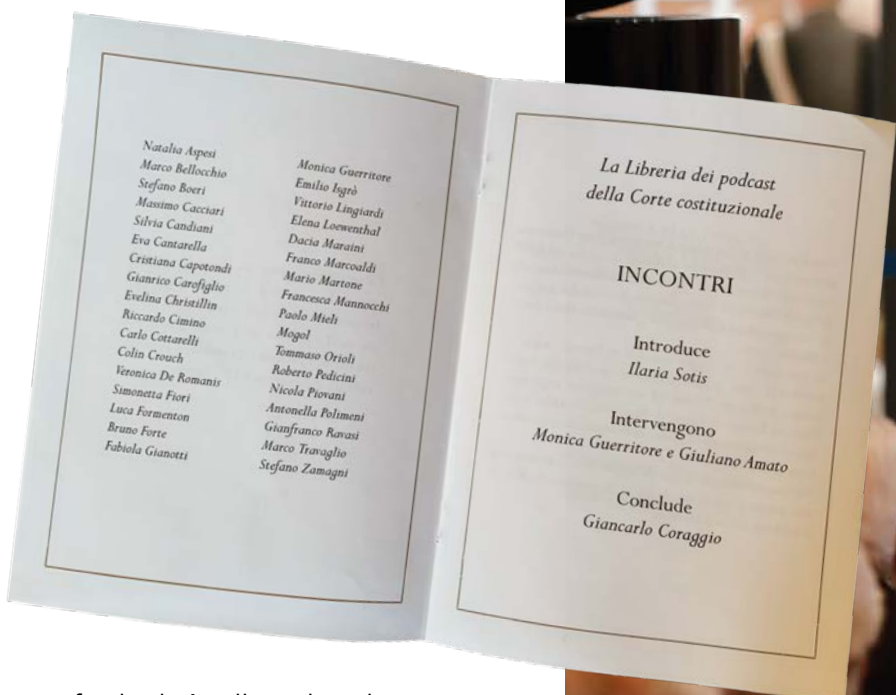 Natalia Aspesi
Marco Bellocchio
Stefano Boeri
Massimo Cacciari
Silvia Candiani
Eva Cantarella
Cristiana Capotondi
Gianrico Carofiglio
Evelina Christillin
Riccardo Cimino
Carlo Cottarelli
Colin Crouch
Veronica De Romanis
Simonetta Fiori
Luca Formenton
Bruno Forte
Fabiola Gianotti
Monica Guerritore
Emilio Isgrò
Vittorio Lingiardi
Elena Loewenthal
Dacia Maraini
Franco Marcoaldi
Mario Martone
Francesca Mannocchi
Paolo Mieli
Mogol
Tommaso Orioli
Roberto Pedicini
Nicola Piovani
Antonella Polimeni
Gianfranco Ravasi
Marco Travaglio
Stefano Zamagni
La Libreria dei podcast
della Corte costituzionale
INCONTRI
Introduce
Ilaria Sotis
Intervengono
Monica Guerritore e Giuliano Amato
Conclude
Giancarlo Coraggio